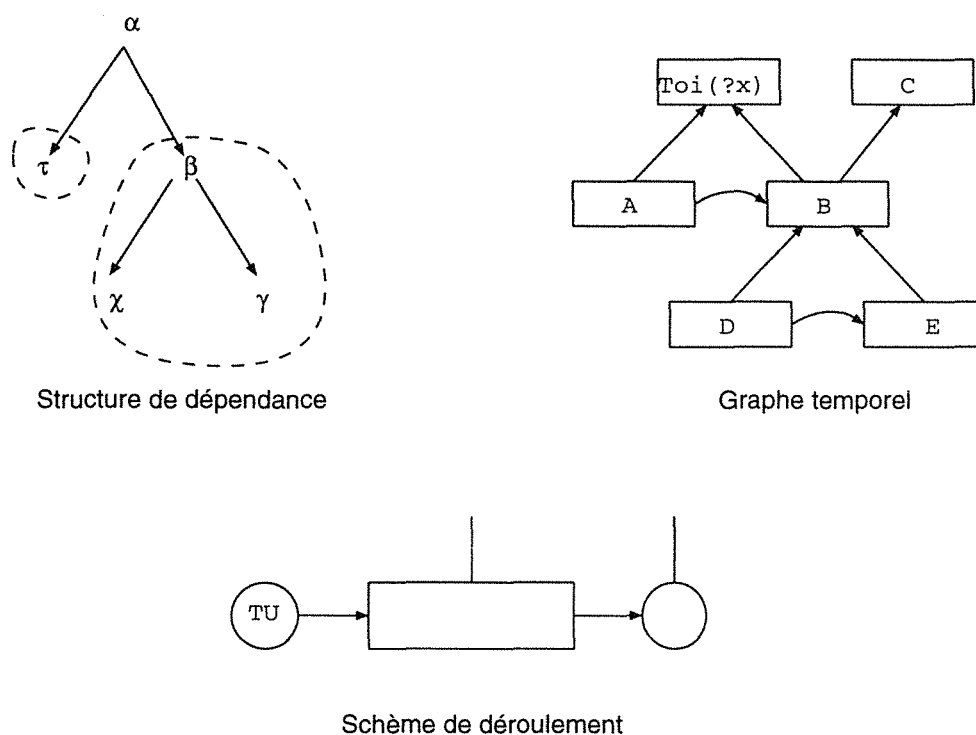 α
τ
β
χ
γ
Structure de dépendance
Toi(?x)
C
A
B
D
E
Graphe temporel
TU
Schème de déroulement